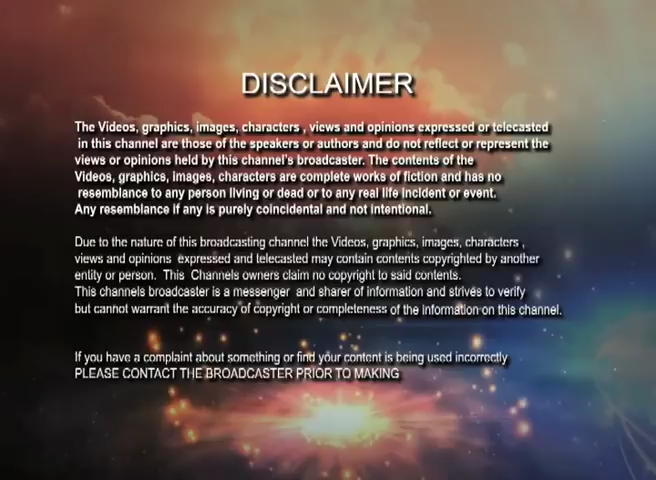 DISCLAIMER
The Videos, graphics, images, characters , views and opinions expressed or telecasted
in this channel are those of the speakers or authors and do not reflect or represent the
views or opinions held by this channel's broadcaster. The contents of the
Videos, graphics, images, characters are complete works of fiction and has no
resemblance to any person living or dead or to any real life incident or event.
Any resemblance if any is purely coincidental and not intentional.
Due to the nature of this broadcasting channel the Videos, graphics, images, characters ,
views and opinions expressed and telecasted may contain contents copyrighted by another
entity or person. This Channels owners claim no copyright to said contents.
This channels broadcaster is a messenger and sharer of information and strives to verify
but cannot warrant the accuracy of copyright or completeness of the information on this channel.
If you have a complaint about something or find your content is being used incorrectly
PLEASE CONTACT THE BROADCASTER PRIOR TO MAKING